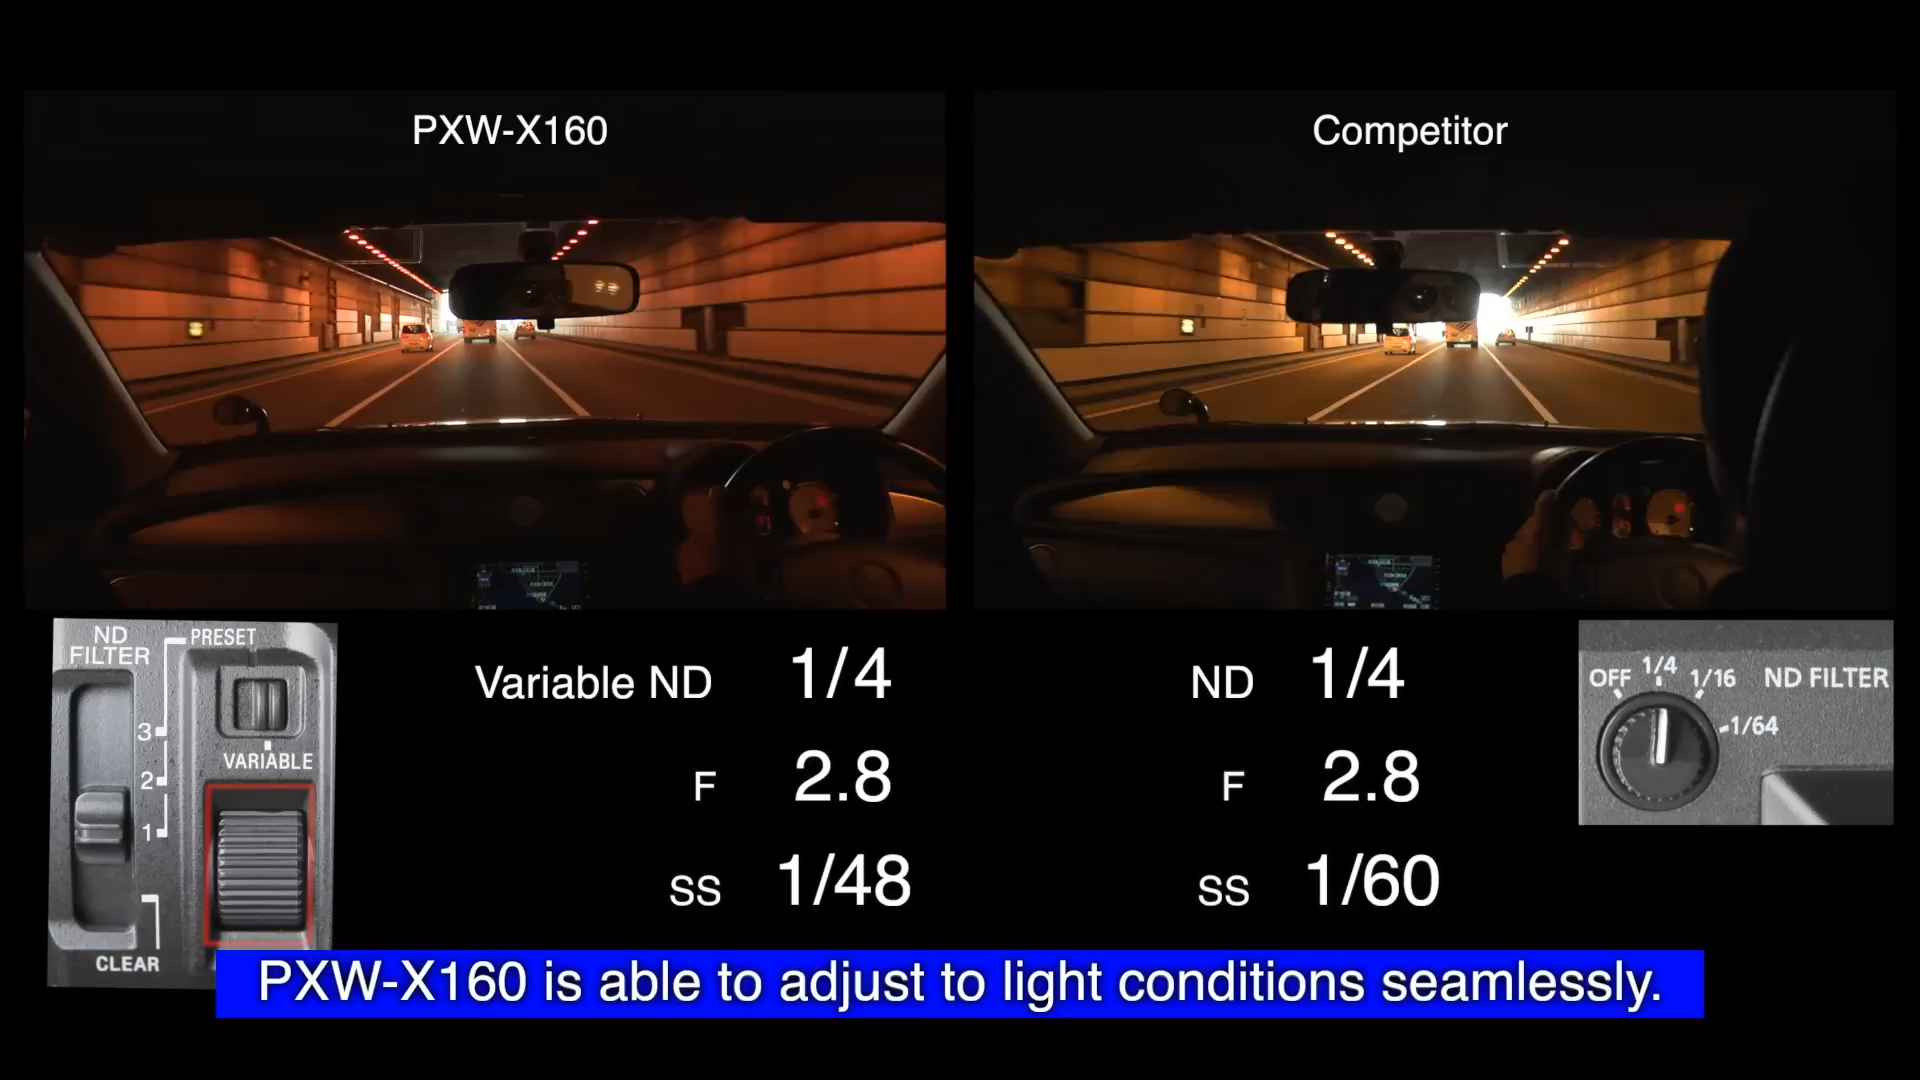 PXW-X160
Competitor
ND
FILTER
PRESET
3
2
1
VARIABLE
CLEAR
Variable ND 1/4
F 2.8
SS 1/48
ND 1/4
F 2.8
SS 1/60
OFF 1/4 1/16 1/64
ND FILTER
PXW-X160 is able to adjust to light conditions seamlessly.